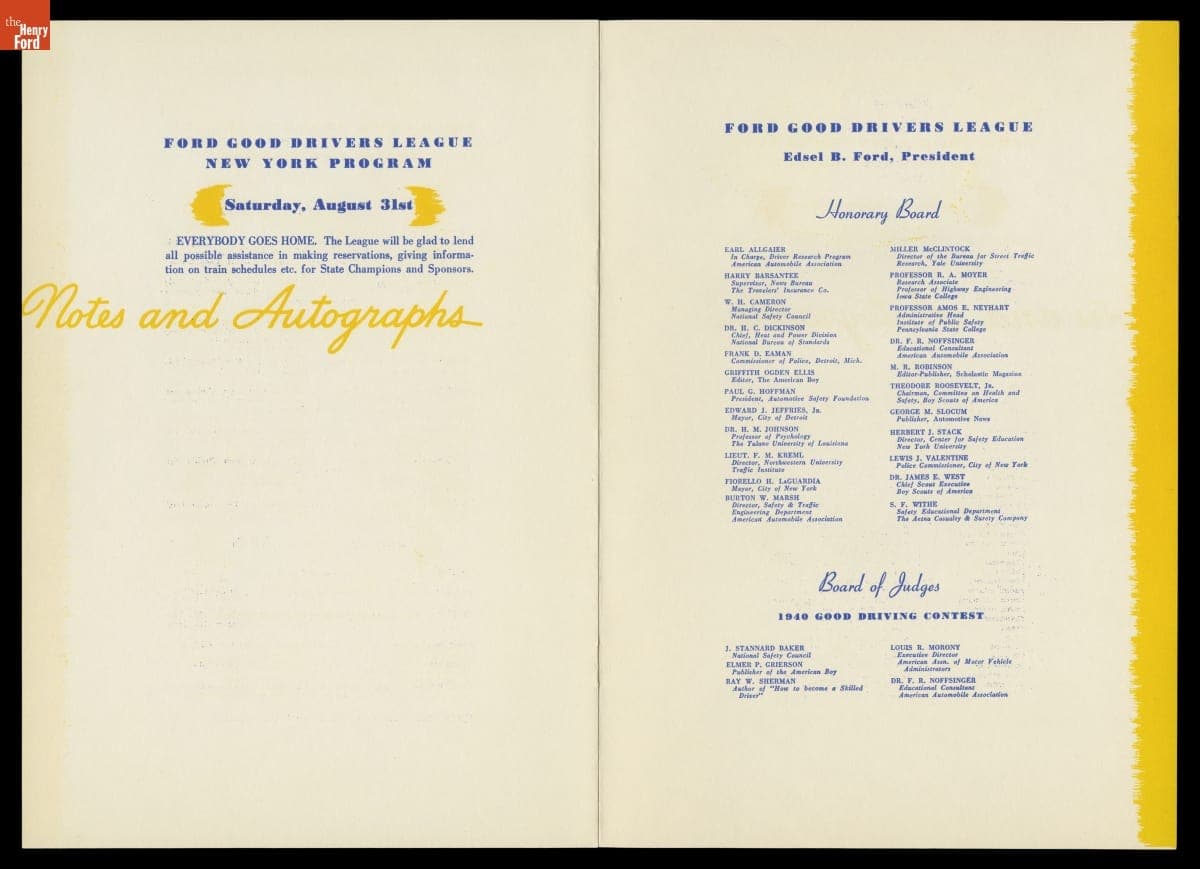 the
Henry
Ford
FORD GOOD DRIVERS LEAGUE
NEW YORK PROGRAM
Saturday, August 31st
EVERYBODY GOES HOME. The League will be glad to lend
all possible assistance in making reservations, giving informa-
tion on train schedules etc. for State Champions and Sponsors.
Notes and Autographs
FORD GOOD DRIVERS LEAGUE
Edsel B. Ford, President
Honorary Board
EARL ALLGAIER
In Charge, Driver Research Program
American Automobile Association
HARRY BARSANTEE
Supervisor, News Bureau
The Travelers' Insurance Co.
W. H. CAMERON
Managing Director
National Safety Council
DR. H. C. DICKINSON
Chief, Heat and Power Division
National Bureau of Standards
FRANK D. EAMAN
Commissioner of Police, Detroit, Mich.
GRIFFITH OGDEN ELLIS
Editor, The American Boy
PAUL G. HOFFMAN
President, Automotive Safety Foundation
EDWARD J. JEFFRIES, Jr.
Mayor, City of Detroit
DR. H. M. JOHNSON
Professor of Psychology
The Tulane University of Louisiana
LIEUT. F. M. KREML
Director, Northwestern University
Traffic Institute
FIORELLO H. LaGUARDIA
Mayor, City of New York
BURTON W. MARSH
Director, Safety & Traffic
Engineering Department
American Automobile Association
MILLER McCLINTOCK
Director of the Bureau for Street Traffic
Research, Yale University
PROFESSOR R. A. MOYER
Research Associate
Professor of Highway Engineering
Iowa State College
PROFESSOR AMOS E. NEYHART
Administrative Head
Institute of Public Safety
Pennsylvania State College
DR. F. R. NOFFSINGER
Educational Consultant
American Automobile Association
M. R. ROBINSON
Editor-Publisher, Scholastic Magazine
THEODORE ROOSEVELT, Jr.
Chairman, Committee on Health and
Safety, Boy Scouts of America
GEORGE M. SLOCUM
Publisher, Automotive News
HERBERT J. STACK
Director, Center for Safety Education
New York University
LEWIS J. VALENTINE
Police Commissioner, City of New York
DR. JAMES E. WEST
Chief Scout Executive
Boy Scouts of America
S. F. WITHE
Safety Educational Department
The Aetna Casualty & Surety Company
Board of Judges
1940 GOOD DRIVING CONTEST
J. STANNARD BAKER
National Safety Council
ELMER P. GRIERSON
Publisher of the American Boy
RAY W. SHERMAN
Author of "How to become a Skilled
Driver"
LOUIS R. MORONY
Executive Director
American Assn. of Motor Vehicle
Administrators
DR. F. R. NOFFSINGER
Educational Consultant
American Automobile Association